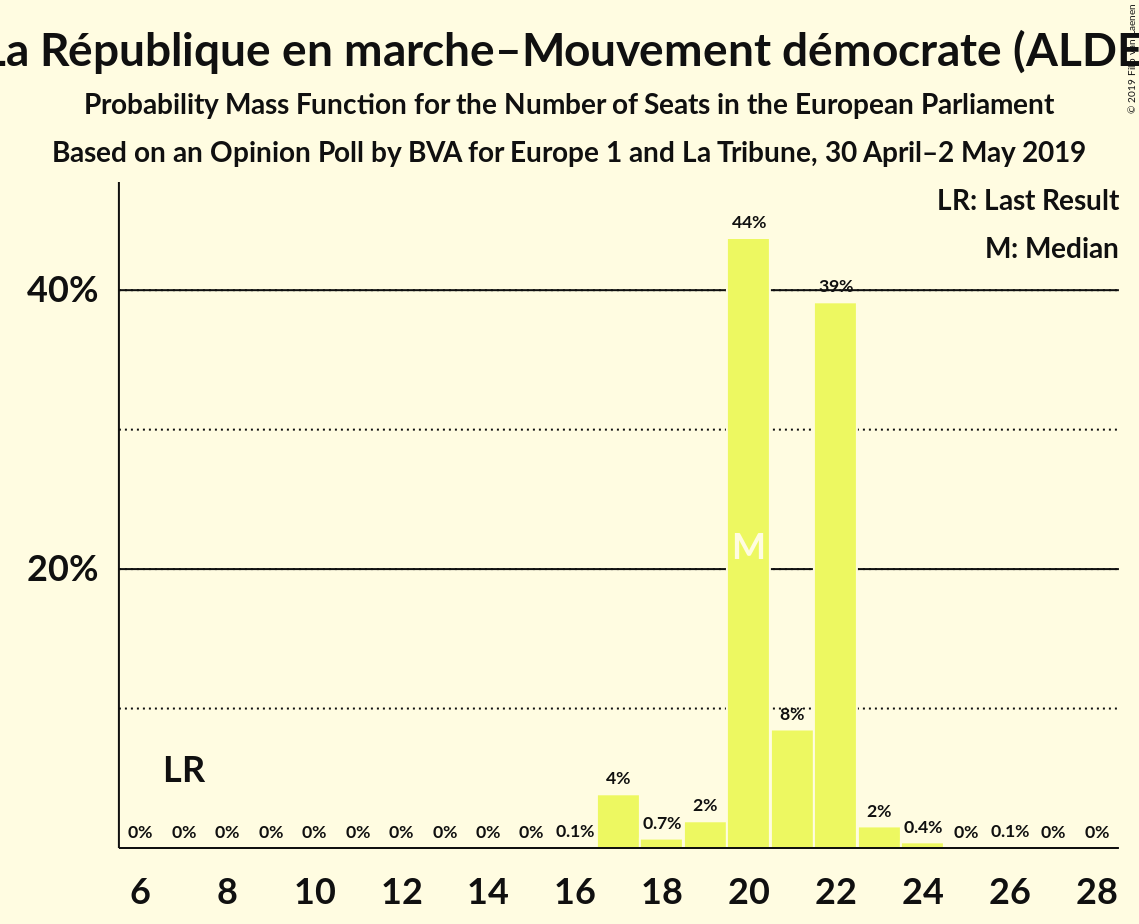 La République en marche–Mouvement démocrate (ALDE
Probability Mass Function for the Number of Seats in the European Parliament
Based on an Opinion Poll by BVA for Europe 1 and La Tribune, 30 April–2 May 2019
© 2019 Filip van Laenen
LR: Last Result
M: Median
40%
20%
44%
39%
M
8%
LR
4%
2%
0.7%
2%
0% 0% 0% 0% 0% 0% 0% 0% 0% 0% 0.1% 0.4% 0% 0.1% 0% 0%
6 8 10 12 14 16 18 20 22 24 26 28